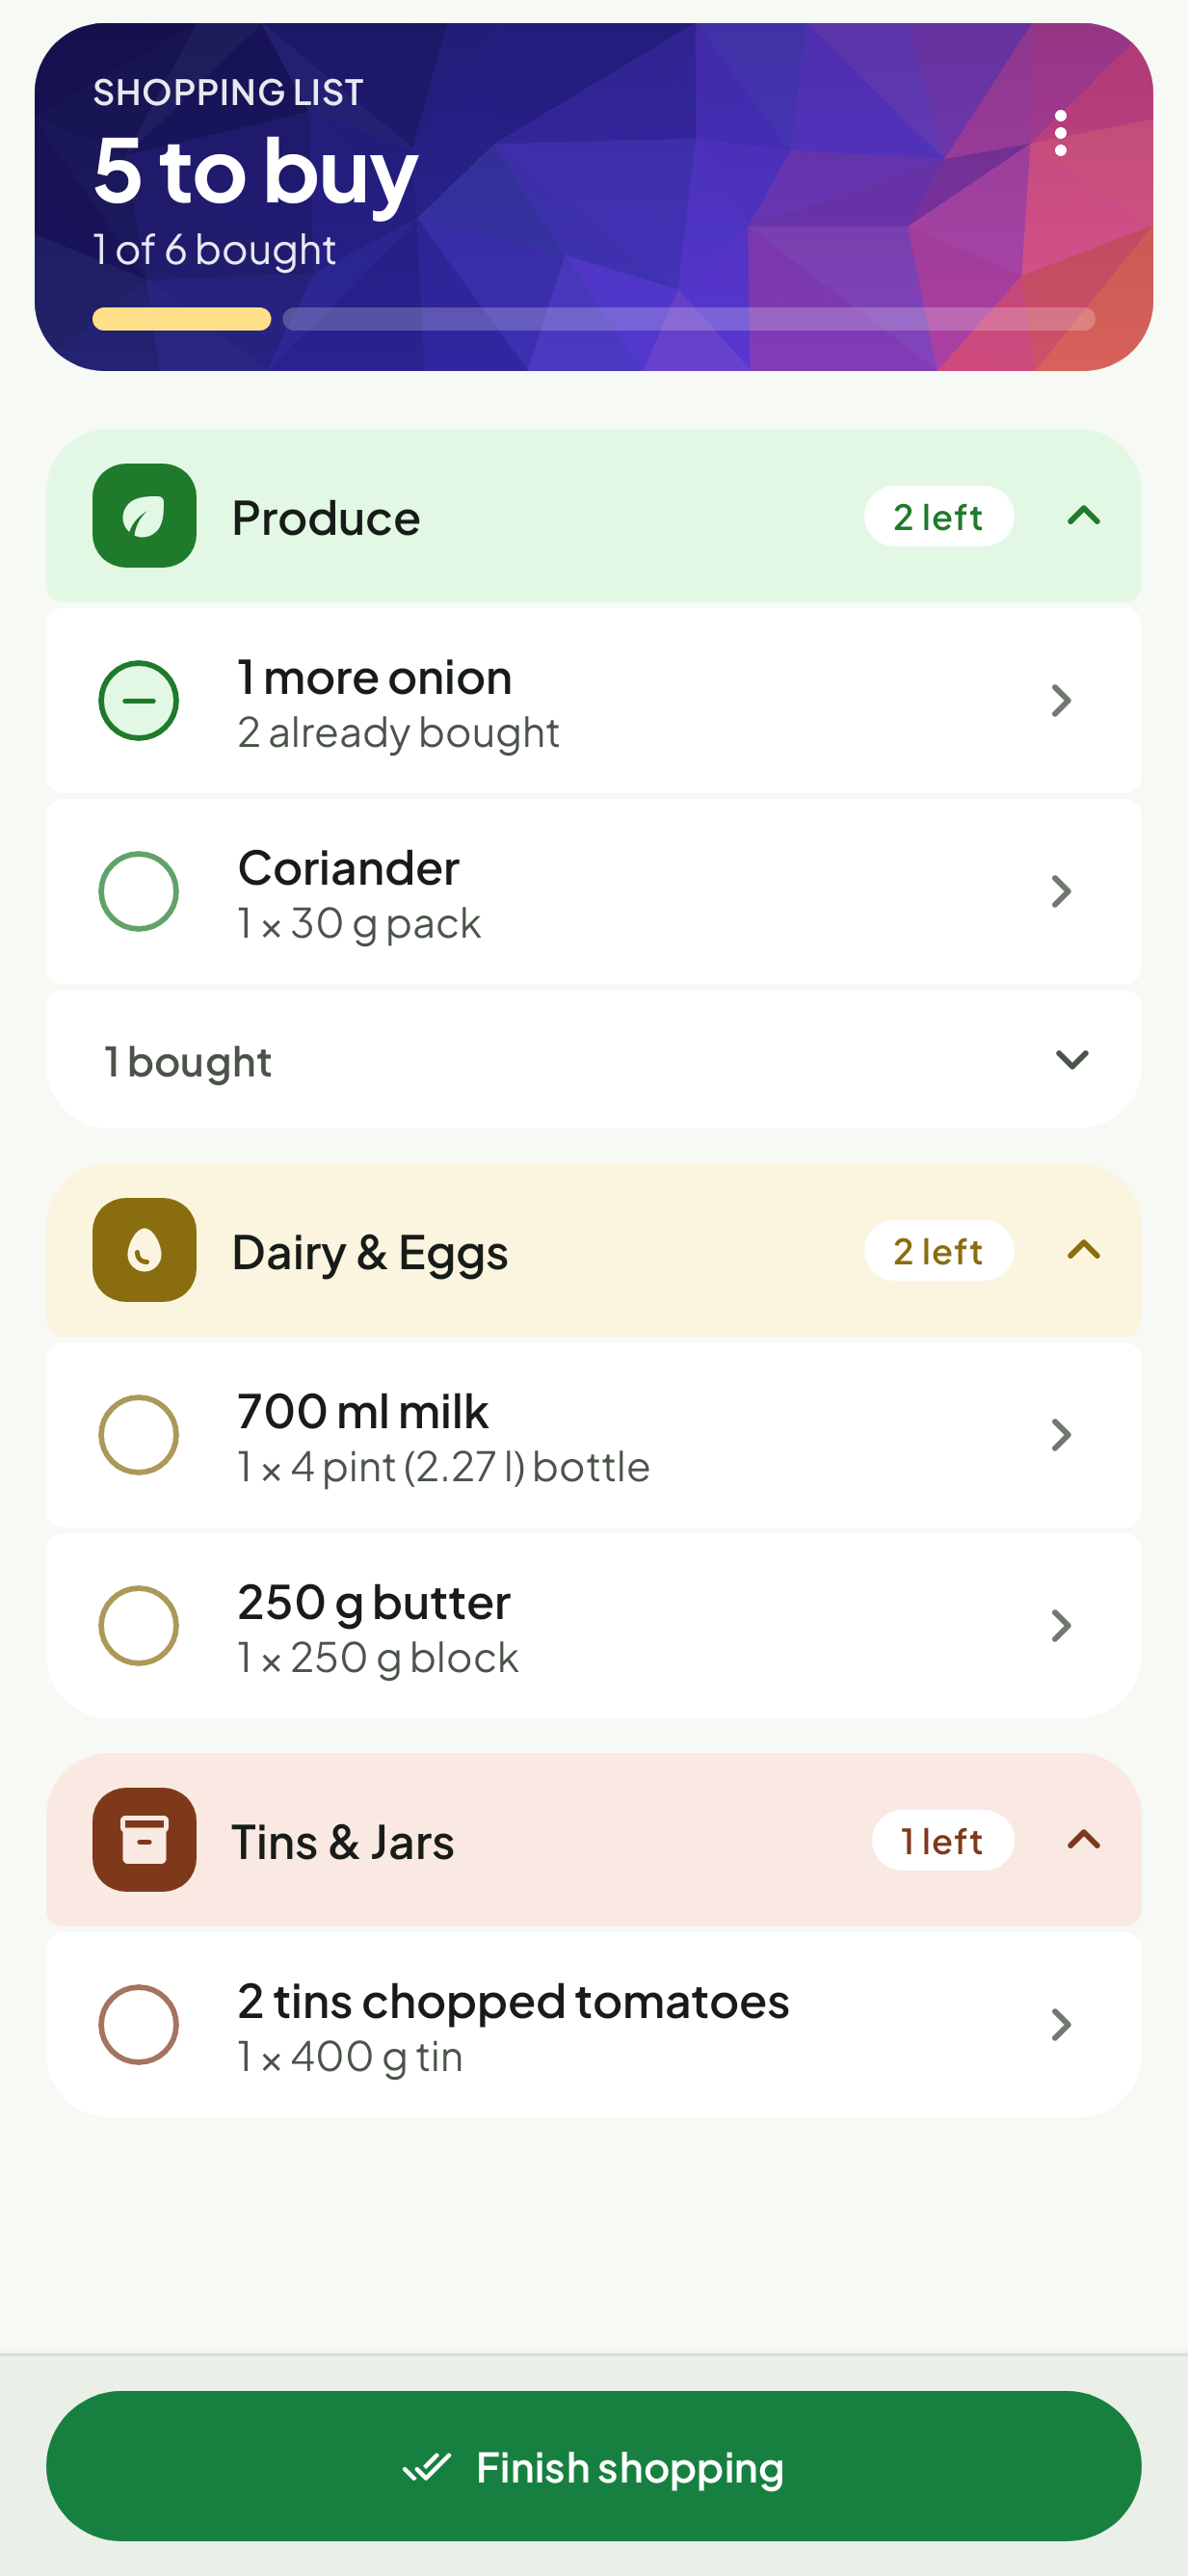 SHOPPING LIST
5 to buy
1 of 6 bought
Produce
2 left
1 more onion
2 already bought
Coriander
1 × 30 g pack
1 bought
Dairy & Eggs
2 left
700 ml milk
1 × 4 pint (2.27 l) bottle
250 g butter
1 × 250 g block
Tins & Jars
1 left
2 tins chopped tomatoes
1 × 400 g tin
Finish shopping